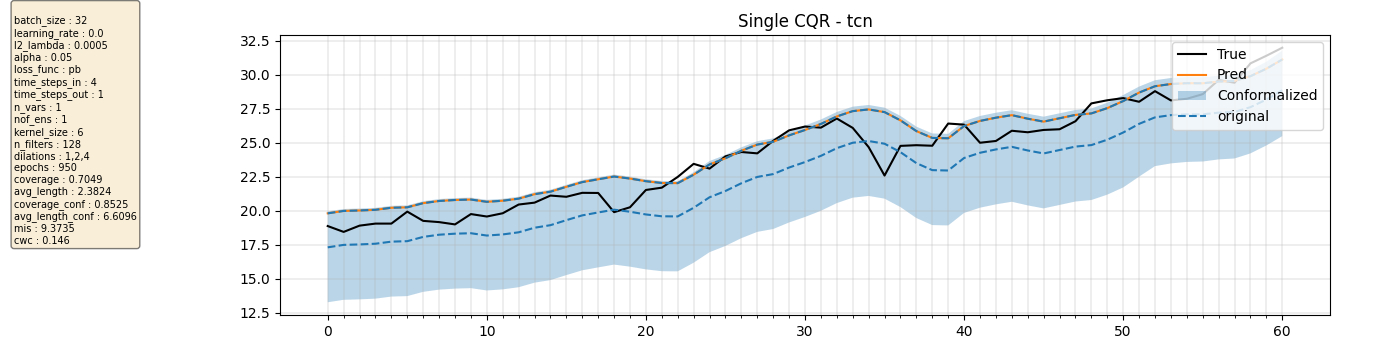 Single CQR - tcn
batch_size : 32
learning_rate : 0.0
l2_lambda : 0.0005
alpha : 0.05
loss_func : pb
time_steps_in : 4
time_steps_out : 1
n_vars : 1
nof_ens : 1
kernel_size : 6
n_filters : 128
dilations : 1,2,4
epochs : 950
coverage : 0.7049
avg_length : 2.3824
coverage_conf : 0.8525
avg_length_conf : 6.6096
mis : 9.3735
cwc : 0.146
32.5
30.0
27.5
25.0
22.5
20.0
17.5
15.0
12.5
True
Pred
Conformalized
original
0 10 20 30 40 50 60